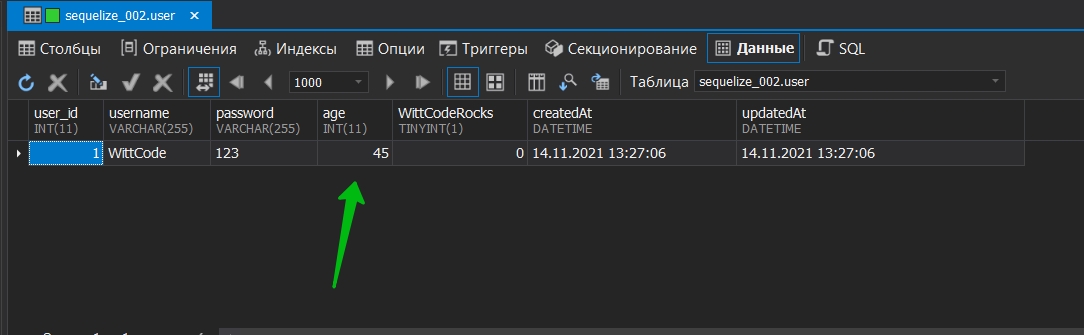 sequelize_002.user ×
Столбцы Ограничения Индексы Опции Триггеры Секционирование Данные SQL
1000 Таблица sequelize_002.user
user_id username password age WittCodeRocks createdAt updatedAt
INT(11) VARCHAR(255) VARCHAR(255) INT(11) TINYINT(1) DATETIME DATETIME
1 WittCode 123 45 0 14.11.2021 13:27:06 14.11.2021 13:27:06